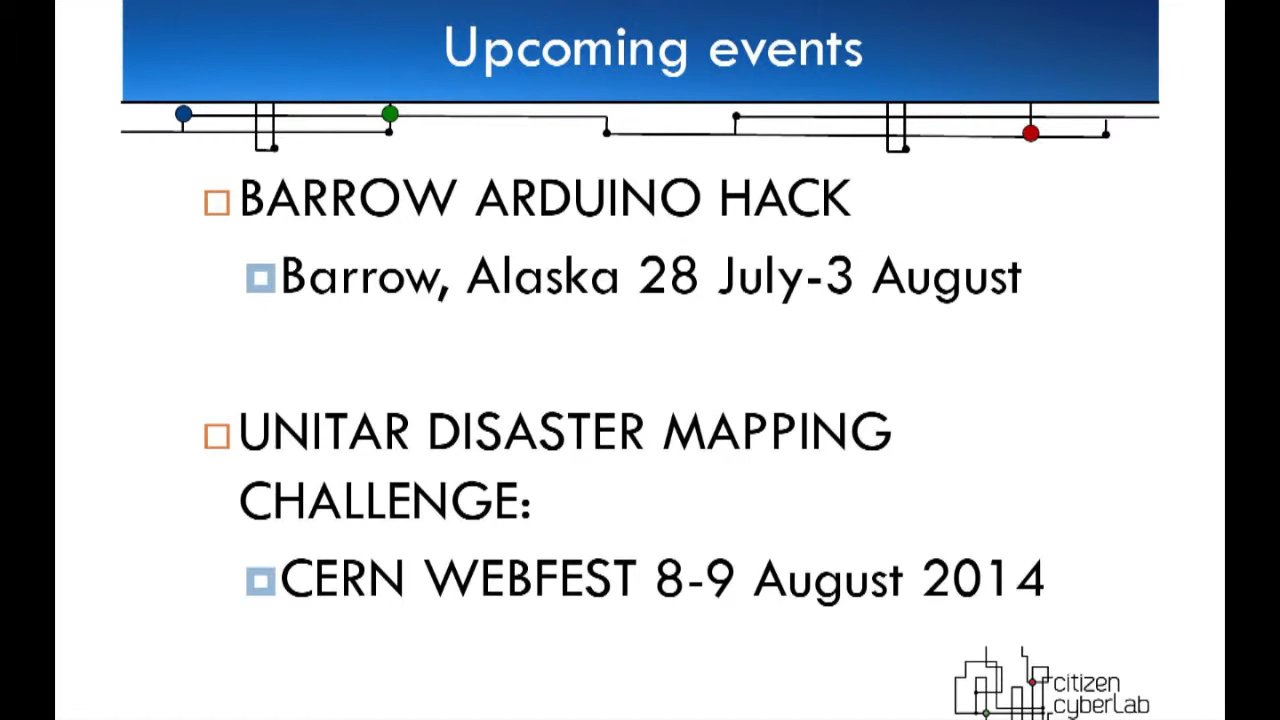 Upcoming events
BARROW ARDUINO HACK
Barrow, Alaska 28 July-3 August
UNITAR DISASTER MAPPING
CHALLENGE:
CERN WEBFEST 8-9 August 2014
citizen
cyberLab